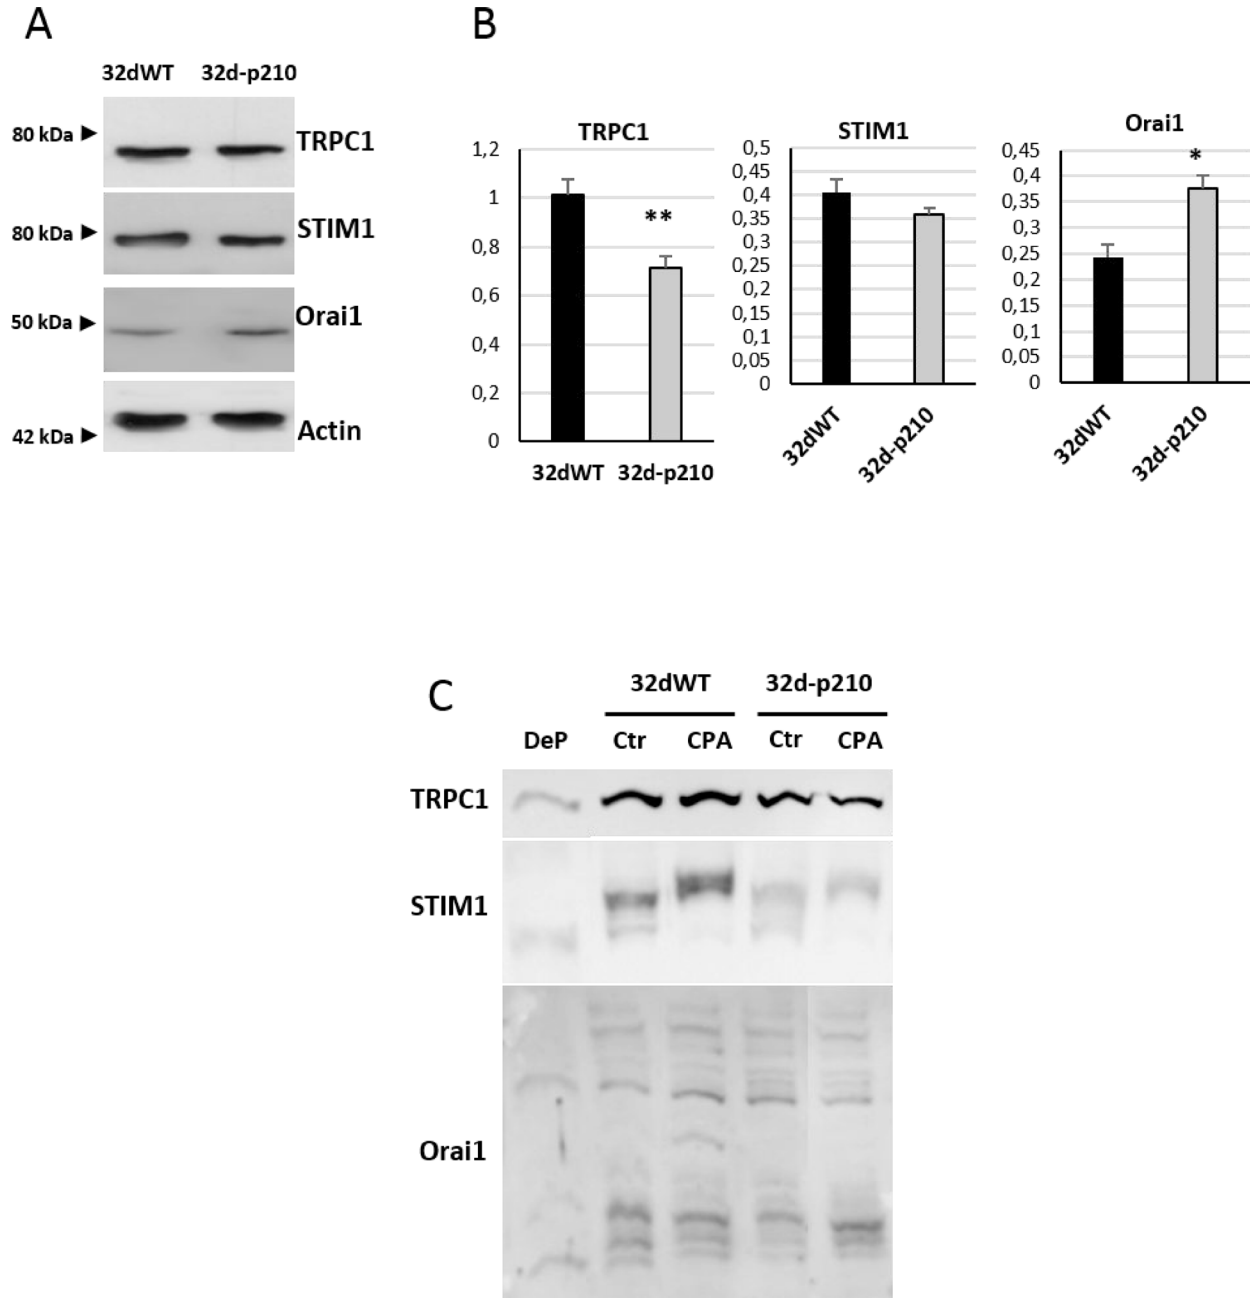 A
32dWT 32d-p210
80 kDa TRPC1
80 kDa STIM1
50 kDa Orai1
42 kDa Actin
B
TRPC1
1,2
1
0,8
0,6
0,4
0,2
0
**
32dWT 32d-p210
STIM1
0,5
0,45
0,4
0,35
0,3
0,25
0,2
0,15
0,1
0,05
0
32dWT
32d-p210
Orai1
0,45
0,4
0,35
0,3
0,25
0,2
0,15
0,1
0,05
0
*
32dWT
32d-p210
C
32dWT 32d-p210
DeP Ctr CPA Ctr CPA
TRPC1
STIM1
Orai1